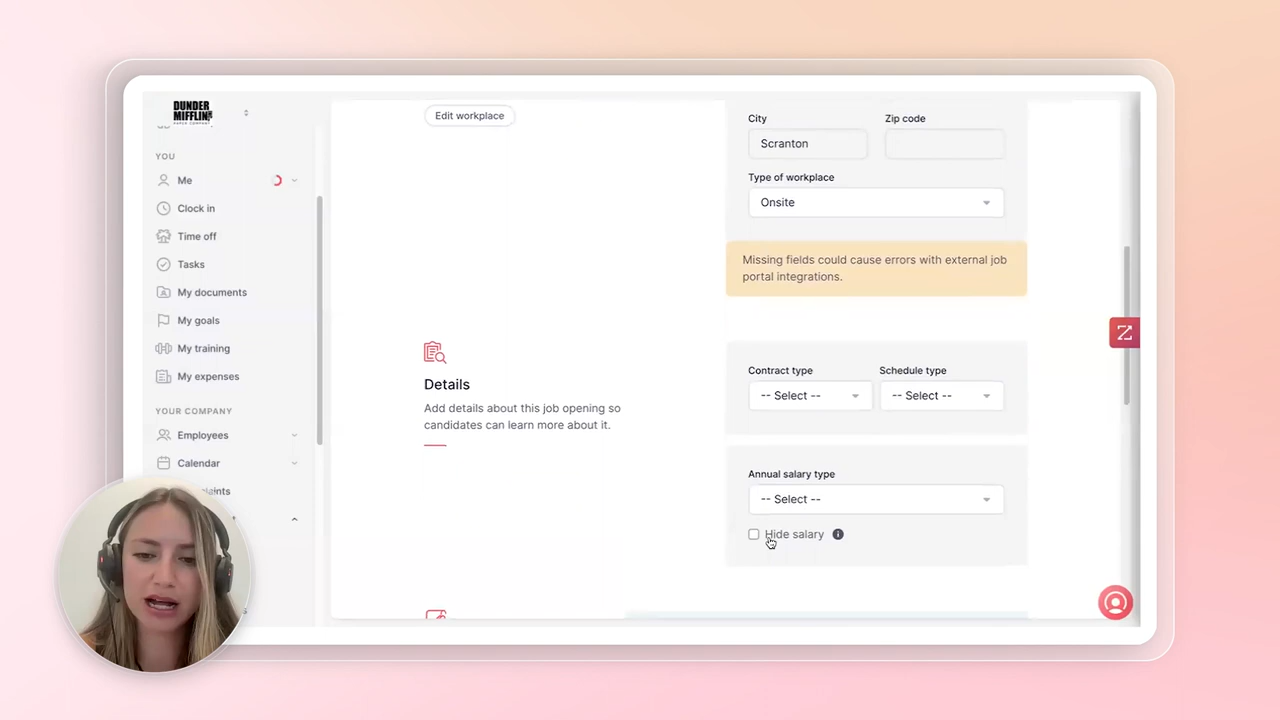 DUNDER
MIFFLIN
YOU
Me
Clock in
Time off
Tasks
My documents
My goals
My training
My expenses
YOUR COMPANY
Employees
Calendar
Edit workplace
City
Zip code
Scranton
Type of workplace
Onsite
Missing fields could cause errors with external job
portal integrations.
Details
Add details about this job opening so
candidates can learn more about it.
Contract type
Schedule type
-- Select --
-- Select --
Annual salary type
-- Select --
Hide salary